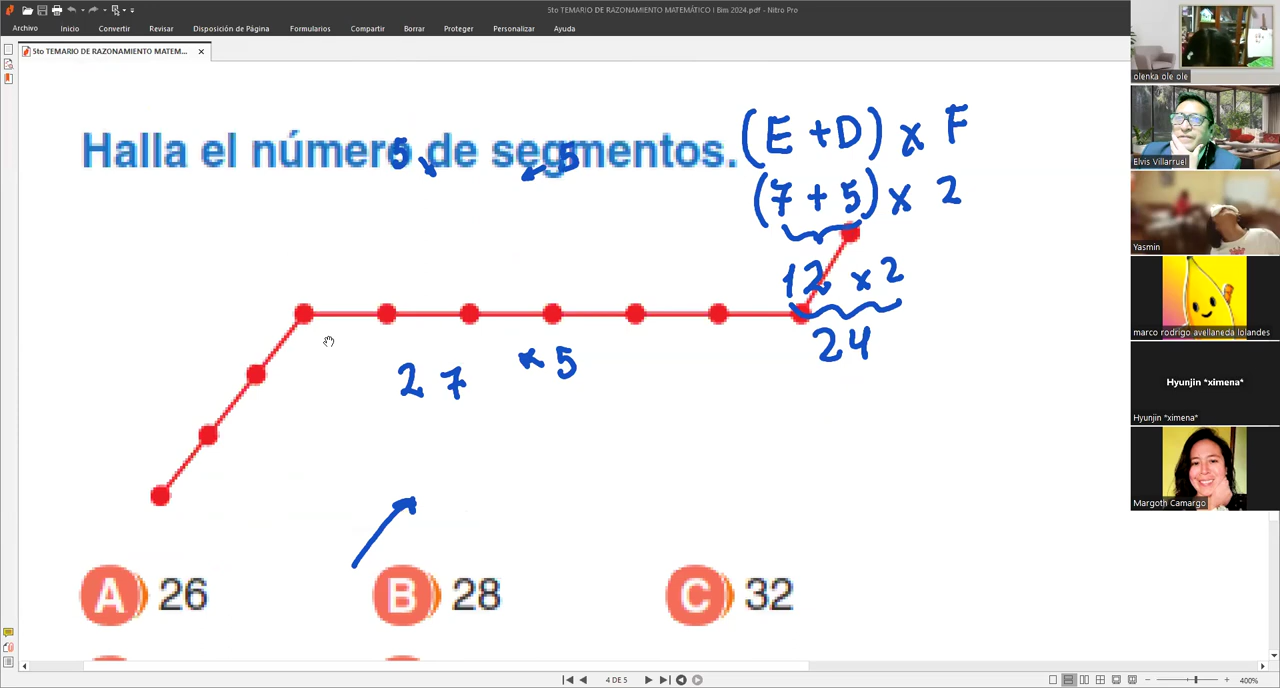 5to TEMARIO DE RAZONAMIENTO MATEMÁTICO I Bim 2024.pdf - Nitro Pro
Archivo Inicio Convertir Revisar Disposición de Página Formularios Compartir Borrar Proteger Personalizar Ayuda
5to TEMARIO DE RAZONAMIENTO MATEM...
Halla el número de segmentos.
5 5
(E + D) x F
(7 + 5) x 2
12 x 2
24
2 7 5
A) 26 B) 28 C) 32
4 DE 5
400%
olenka ole ole
Elvis Villarruel
Yasmin
marco rodrigo avellaneda lolandes
Hyunjin *ximena*
Hyunjin *ximena*
Margoth Camargo